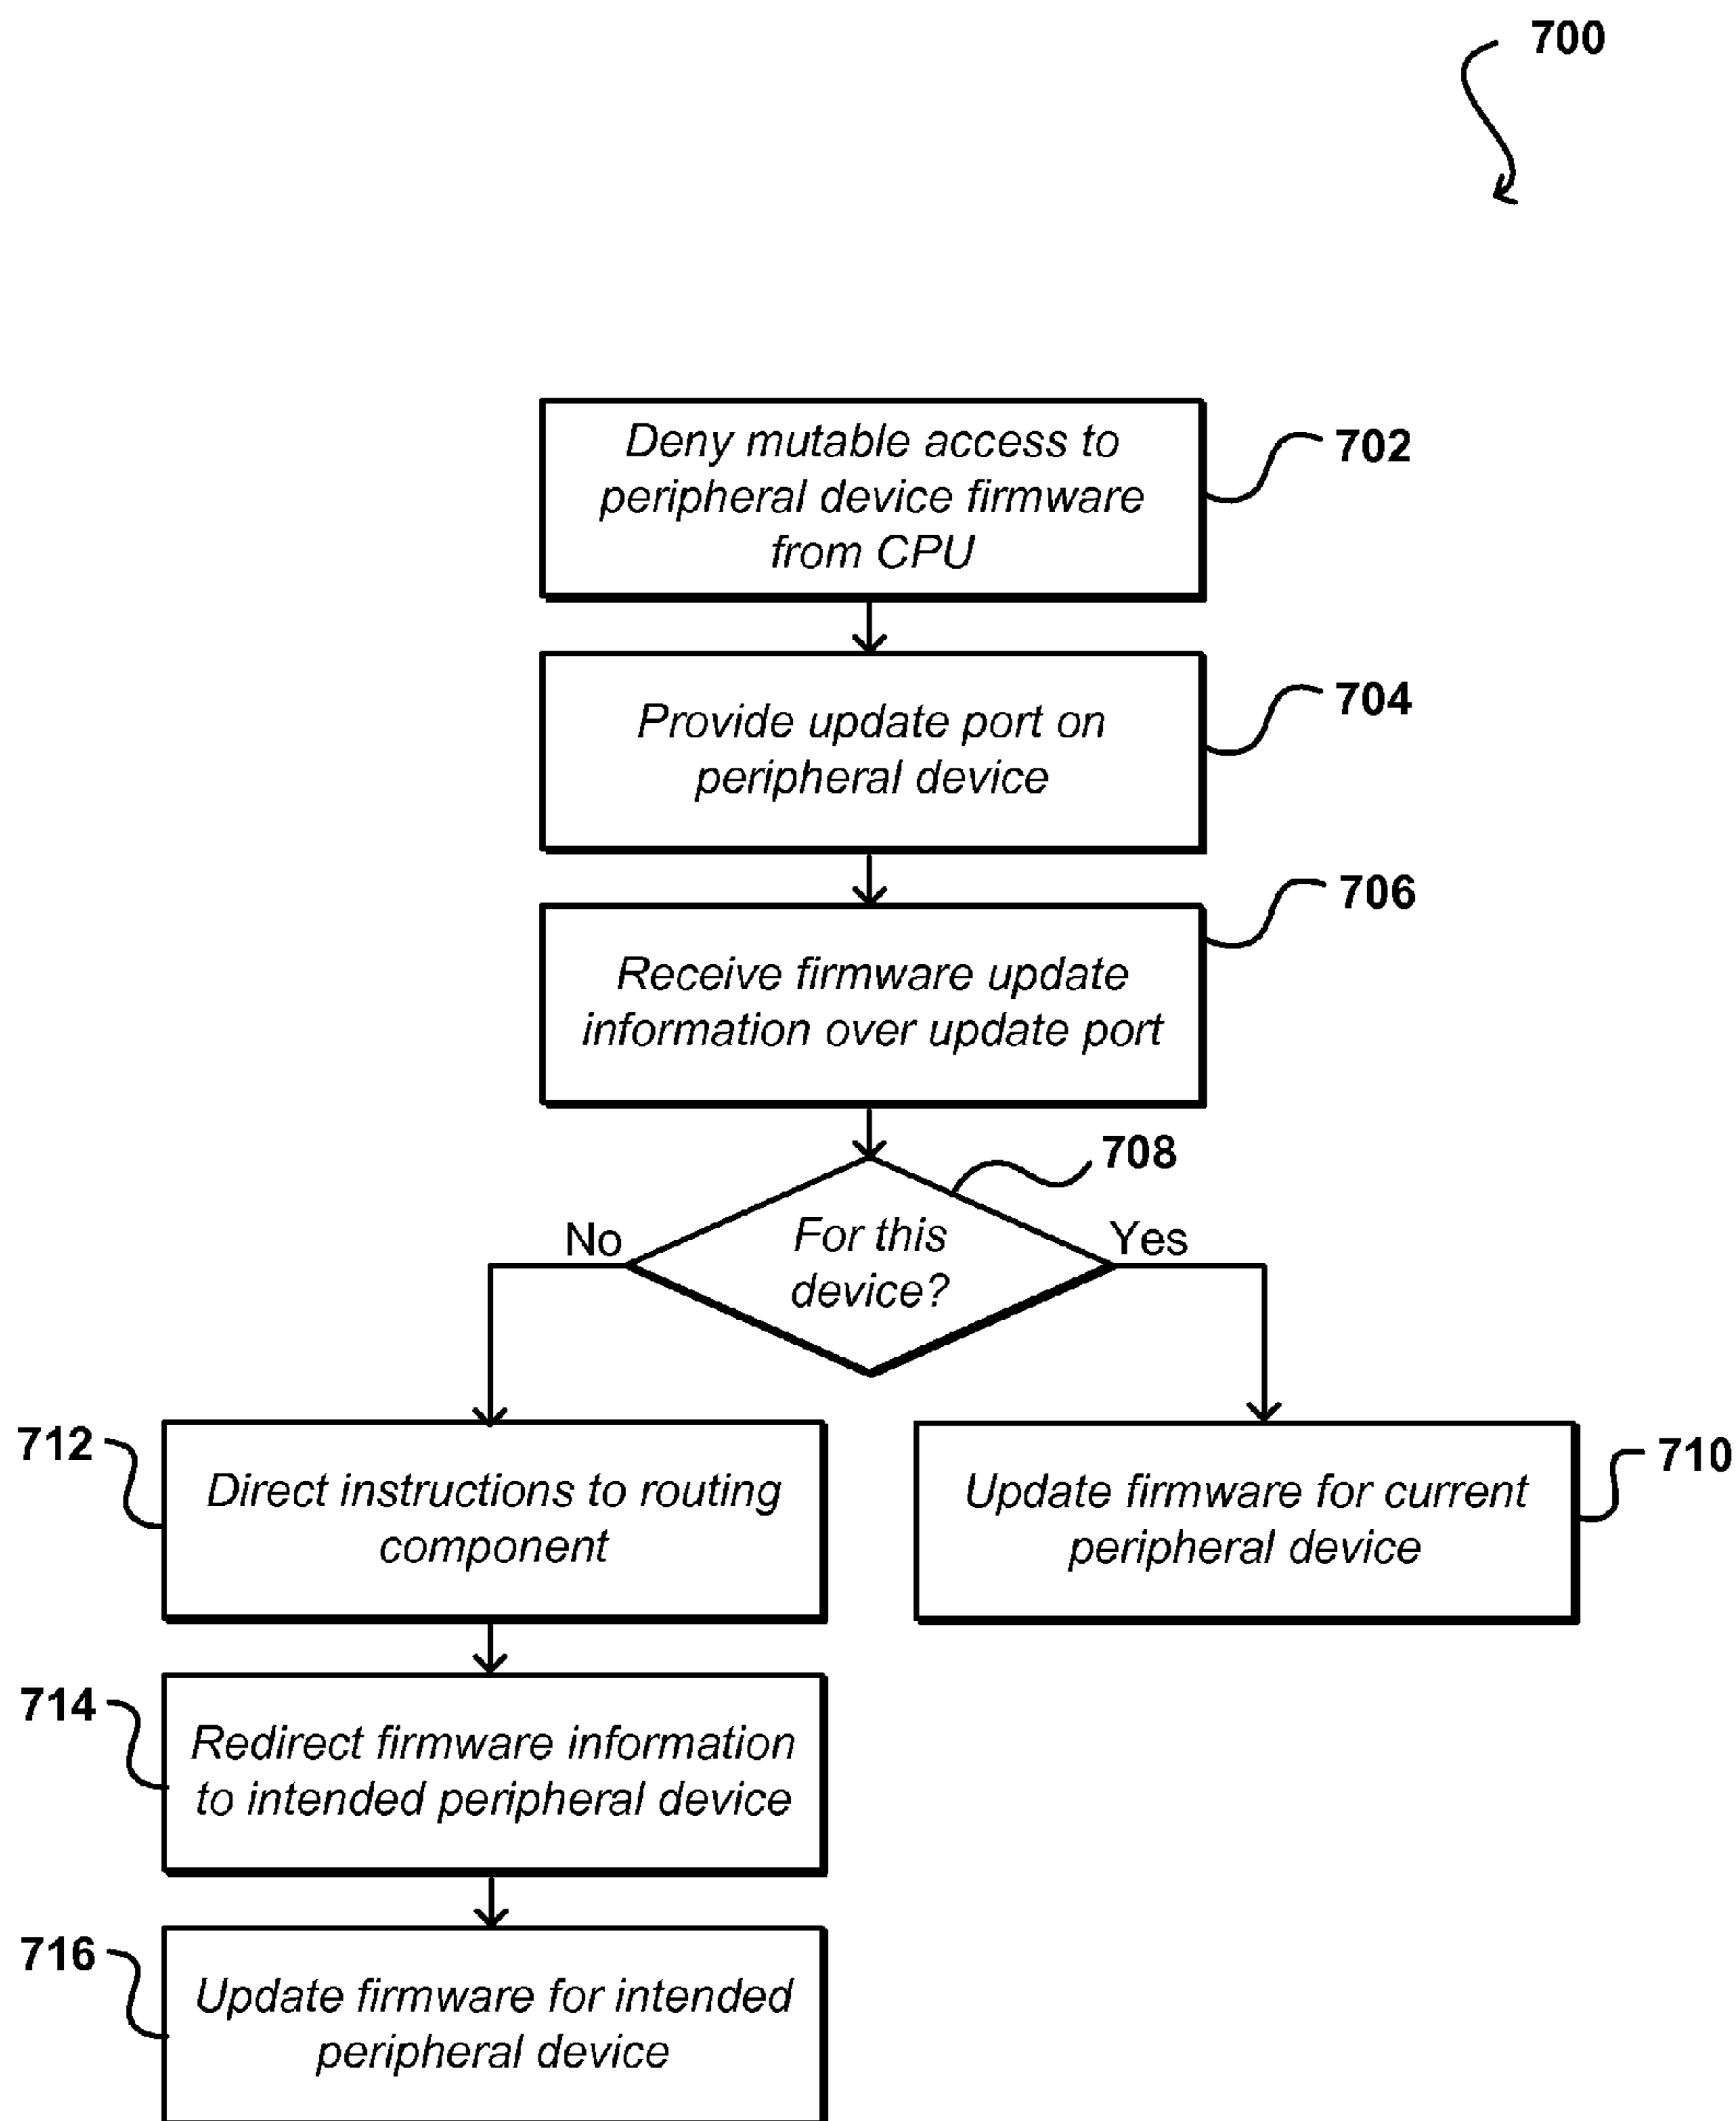 700
Deny mutable access to
peripheral device firmware
from CPU
702
Provide update port on
peripheral device
704
706
Receive firmware update
information over update port
708
For this
device?
No
Yes
712
Direct instructions to routing
component
Update firmware for current
peripheral device
710
714
Redirect firmware information
to intended peripheral device
716
Update firmware for intended
peripheral device